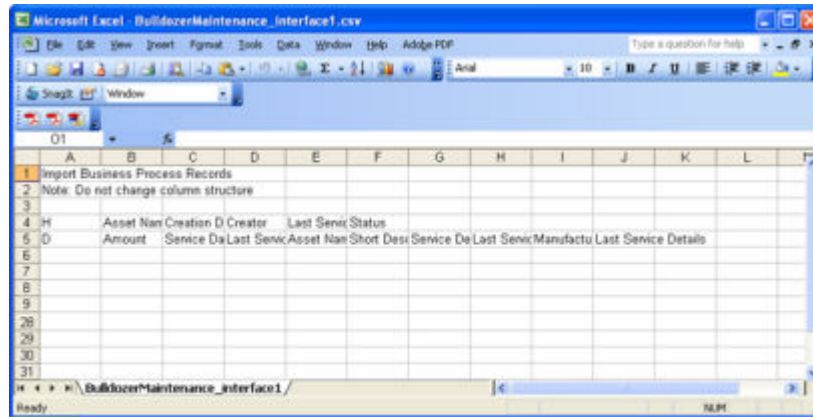 Microsoft Excel - BulldozerMaintenance_interface1.csv
File Edit View Insert Format Tools Data Window Help Adobe PDF Type a question for help
Arial 10 B I U
SnagIt Window
O1 fx
A B C D E F G H I J K L
1 Import Business Process Records
2 Note: Do not change column structure
3
4 H Asset Nan Creation D Creator Last Servic Status
5 D Amount Service Da Last Servic Asset Nan Short Desc Service De Last Servic Manufactu Last Service Details
6
7
8
9
28
29
30
31
BulldozerMaintenance_interface1
Ready NUM